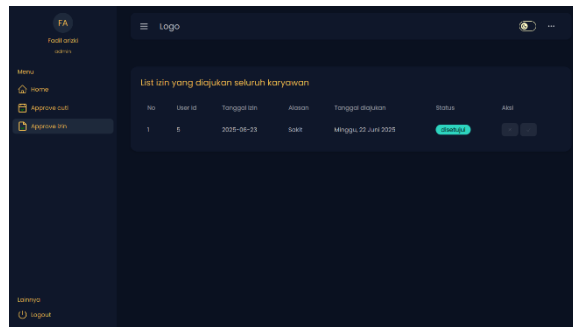 FA
Fadil arziki
admin
Menu
Home
Approve cuti
Approve izin
Lainnya
Logout
Logo
List izin yang diajukan seluruh karyawan
No User id Tanggal izin Alasan Tanggal diajukan Status Aksi
1 5 2025-06-23 Sakit Minggu, 22 Juni 2025 disetujui